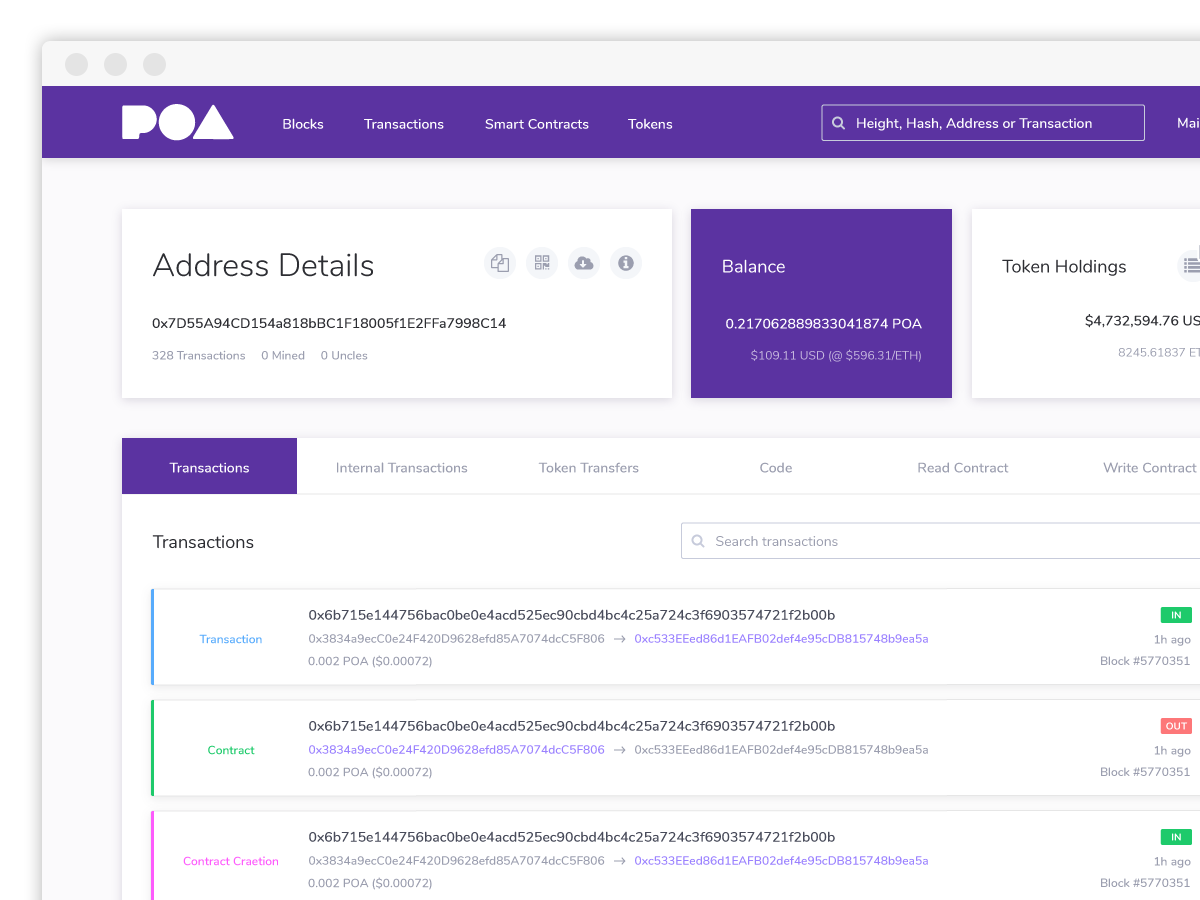 POA
Blocks Transactions Smart Contracts Tokens
Height, Hash, Address or Transaction
Mai
Address Details
0x7D55A94CD154a818bBC1F18005f1E2FFa7998C14
328 Transactions 0 Mined 0 Uncles
Balance
0.217062889833041874 POA
$109.11 USD (@ $596.31/ETH)
Token Holdings
$4,732,594.76 US
8245.61837 ET
Transactions Internal Transactions Token Transfers Code Read Contract Write Contract
Transactions
Search transactions
Transaction
0x6b715e144756bac0be0e4acd525ec90cbd4bc4c25a724c3f6903574721f2b00b
0x3834a9ecC0e24F420D9628efd85A7074dcC5F806 → 0xc533EEed86d1EAFB02def4e95cDB815748b9ea5a
0.002 POA ($0.00072)
IN
1h ago
Block #5770351
Contract
0x6b715e144756bac0be0e4acd525ec90cbd4bc4c25a724c3f6903574721f2b00b
0x3834a9ecC0e24F420D9628efd85A7074dcC5F806 → 0xc533EEed86d1EAFB02def4e95cDB815748b9ea5a
0.002 POA ($0.00072)
OUT
1h ago
Block #5770351
Contract Craetion
0x6b715e144756bac0be0e4acd525ec90cbd4bc4c25a724c3f6903574721f2b00b
0x3834a9ecC0e24F420D9628efd85A7074dcC5F806 → 0xc533EEed86d1EAFB02def4e95cDB815748b9ea5a
0.002 POA ($0.00072)
IN
1h ago
Block #5770351